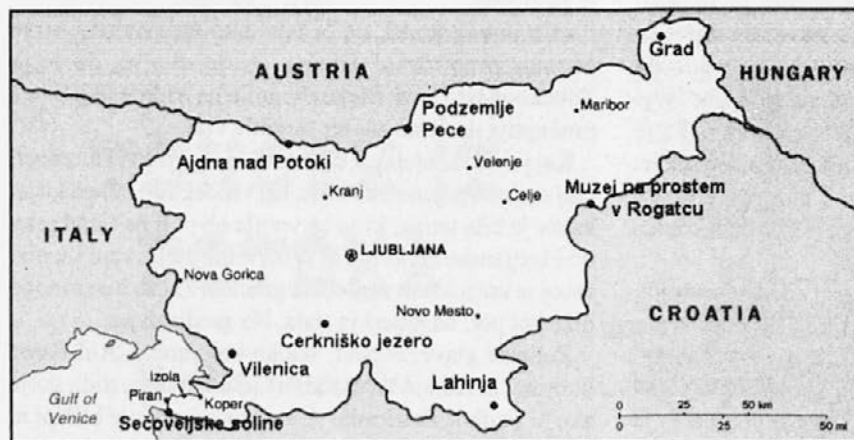 Grad
AUSTRIA
HUNGARY
Podzemlje
Pece
Maribor
Ajdna nad Potoki
Velenje
Kranj
Celje
Muzej na prostem
v Rogatcu
ITALY
LJUBLJANA
Nova Gorica
Novo Mesto
CROATIA
Cerkniško jezero
Vilenica
Izola
Lahinja
Gulf of
Venice
Piran
Koper
Sečoveljske soline
0 25 50 km
0 25 50 mi